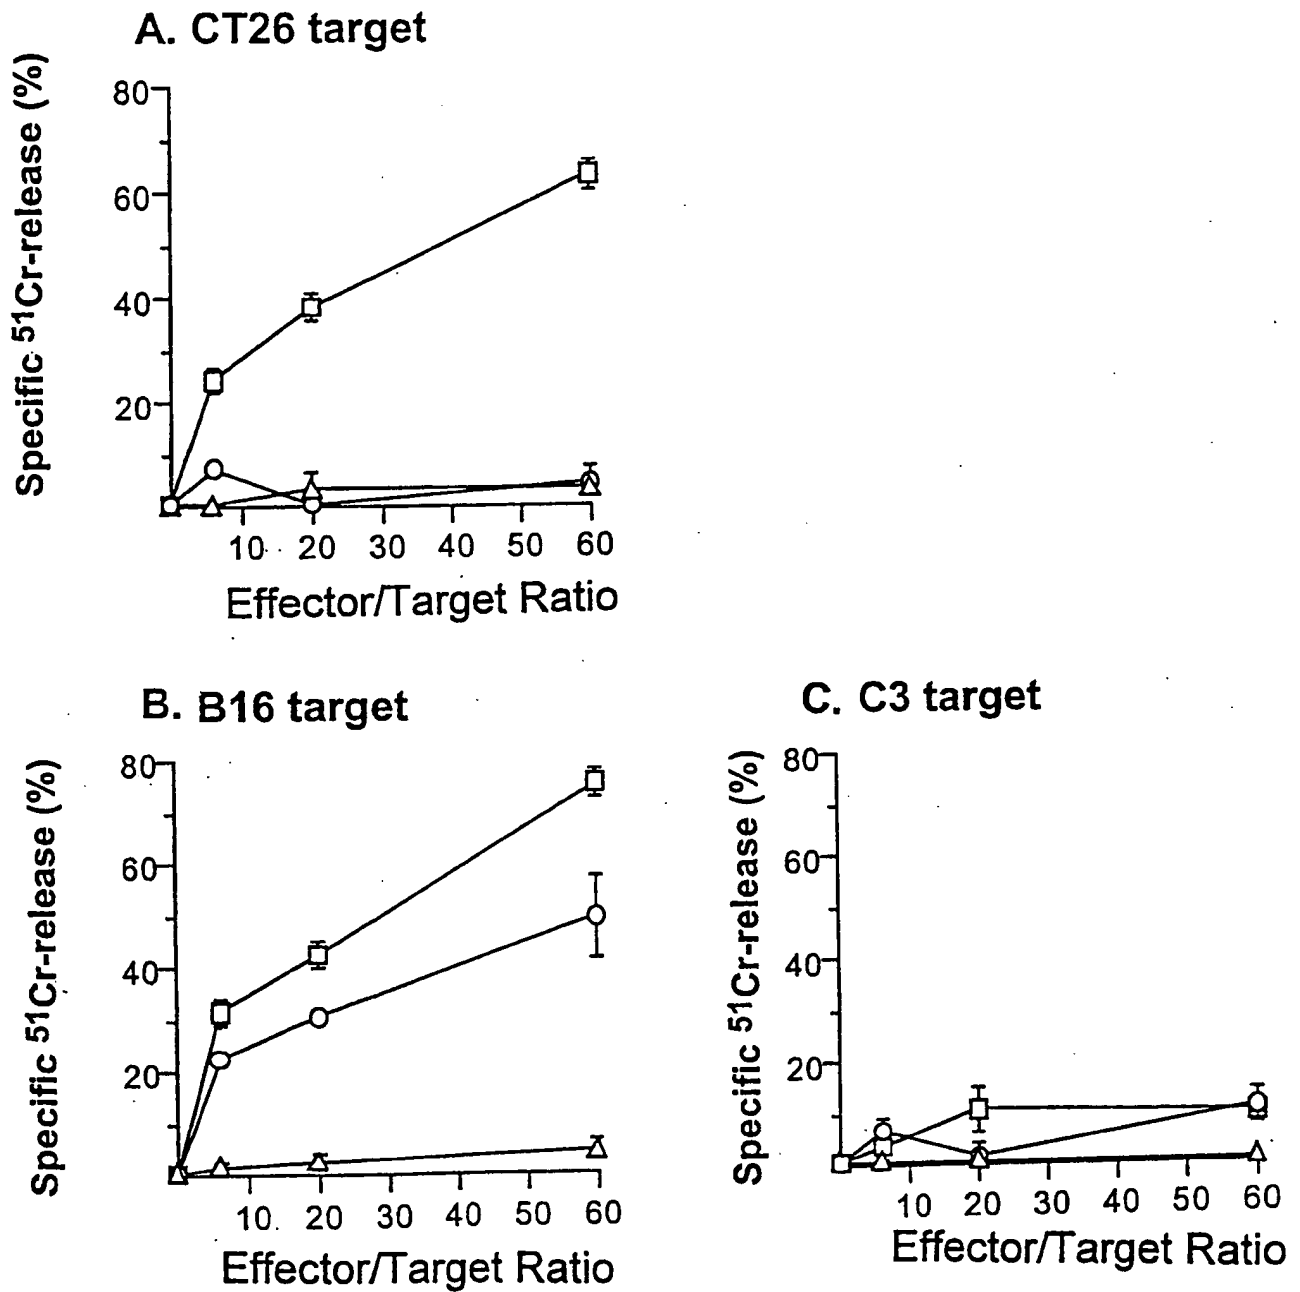 A. CT26 target
Specific ⁵¹Cr-release (%)
80
60
40
20
10 20 30 40 50 60
Effector/Target Ratio
B. B16 target
Specific ⁵¹Cr-release (%)
80
60
40
20
10 20 30 40 50 60
Effector/Target Ratio
C. C3 target
Specific ⁵¹Cr-release (%)
80
60
40
20
10 20 30 40 50 60
Effector/Target Ratio